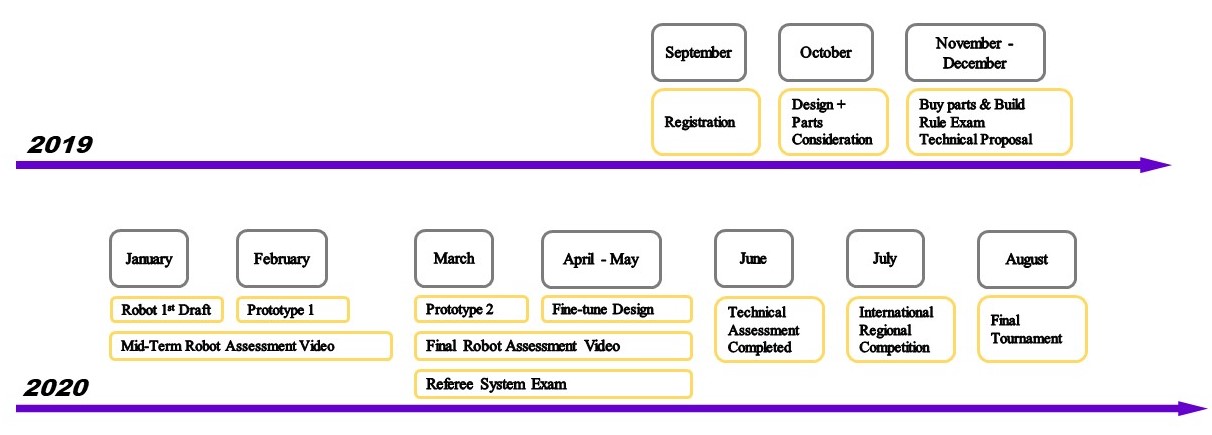 September
October
November -
December
Registration
Design +
Parts
Consideration
Buy parts & Build
Rule Exam
Technical Proposal
2019
January
February
March
April - May
June
July
August
Robot 1st Draft
Prototype 1
Prototype 2
Fine-tune Design
Technical
Assessment
Completed
International
Regional
Competition
Final
Tournament
Mid-Term Robot Assessment Video
Final Robot Assessment Video
Referee System Exam
2020